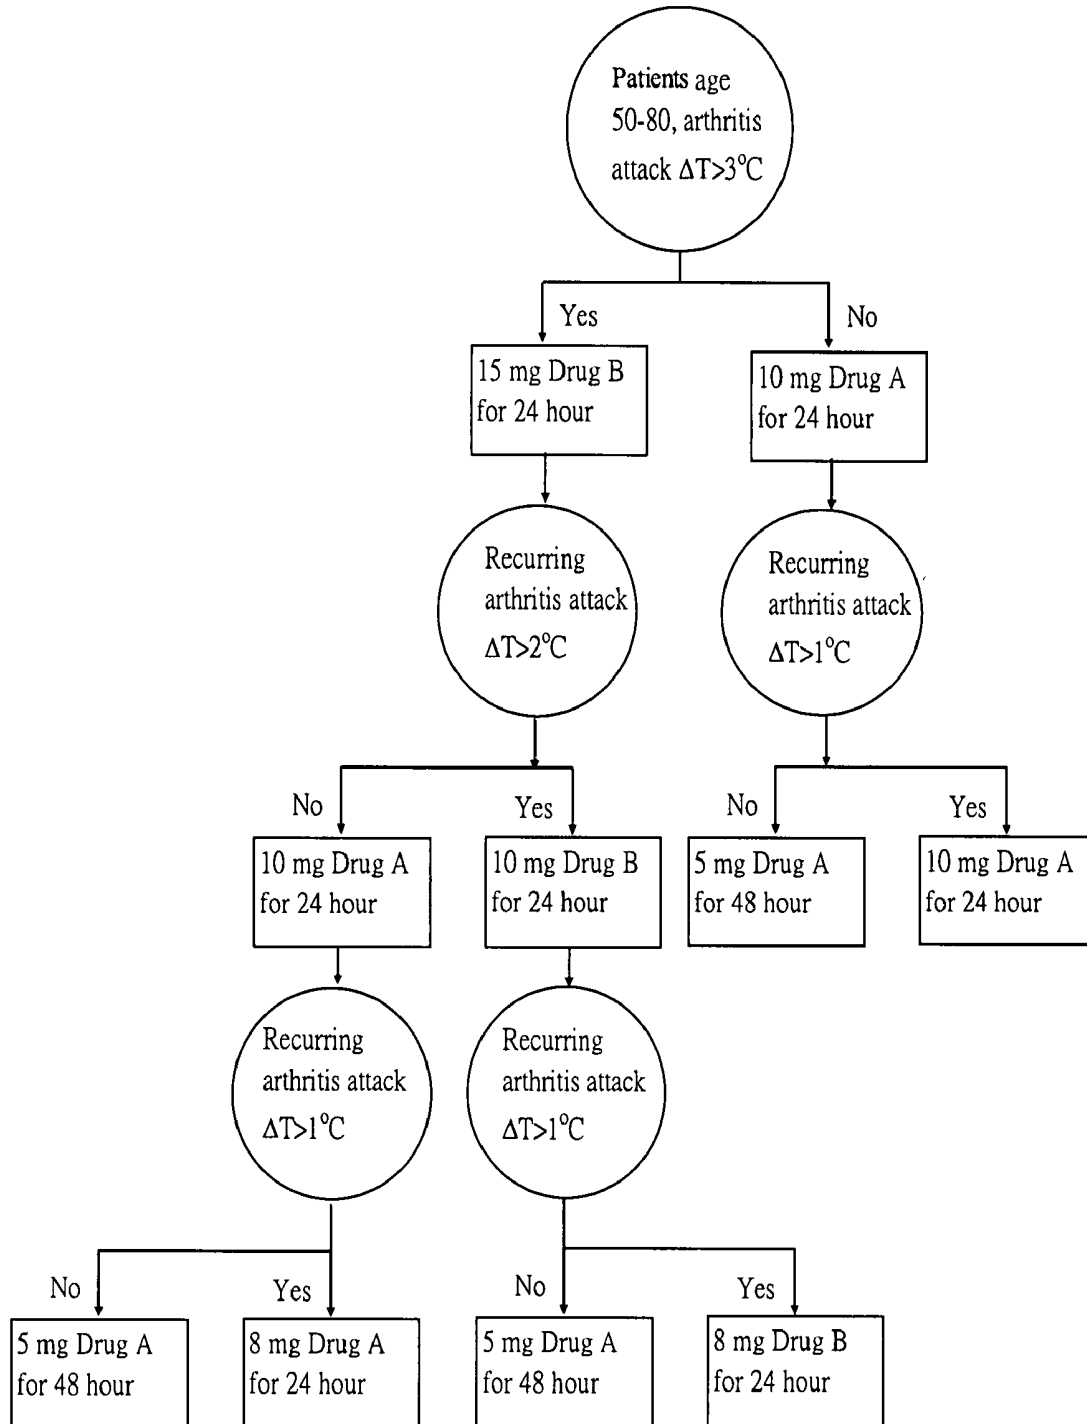 Patients age
50-80, arthritis
attack ΔT>3°C
Yes
No
15 mg Drug B
for 24 hour
10 mg Drug A
for 24 hour
Recurring
arthritis attack
ΔT>2°C
Recurring
arthritis attack
ΔT>1°C
No
Yes
No
Yes
10 mg Drug A
for 24 hour
10 mg Drug B
for 24 hour
5 mg Drug A
for 48 hour
10 mg Drug A
for 24 hour
Recurring
arthritis attack
ΔT>1°C
Recurring
arthritis attack
ΔT>1°C
No
Yes
No
Yes
5 mg Drug A
for 48 hour
8 mg Drug A
for 24 hour
5 mg Drug A
for 48 hour
8 mg Drug B
for 24 hour